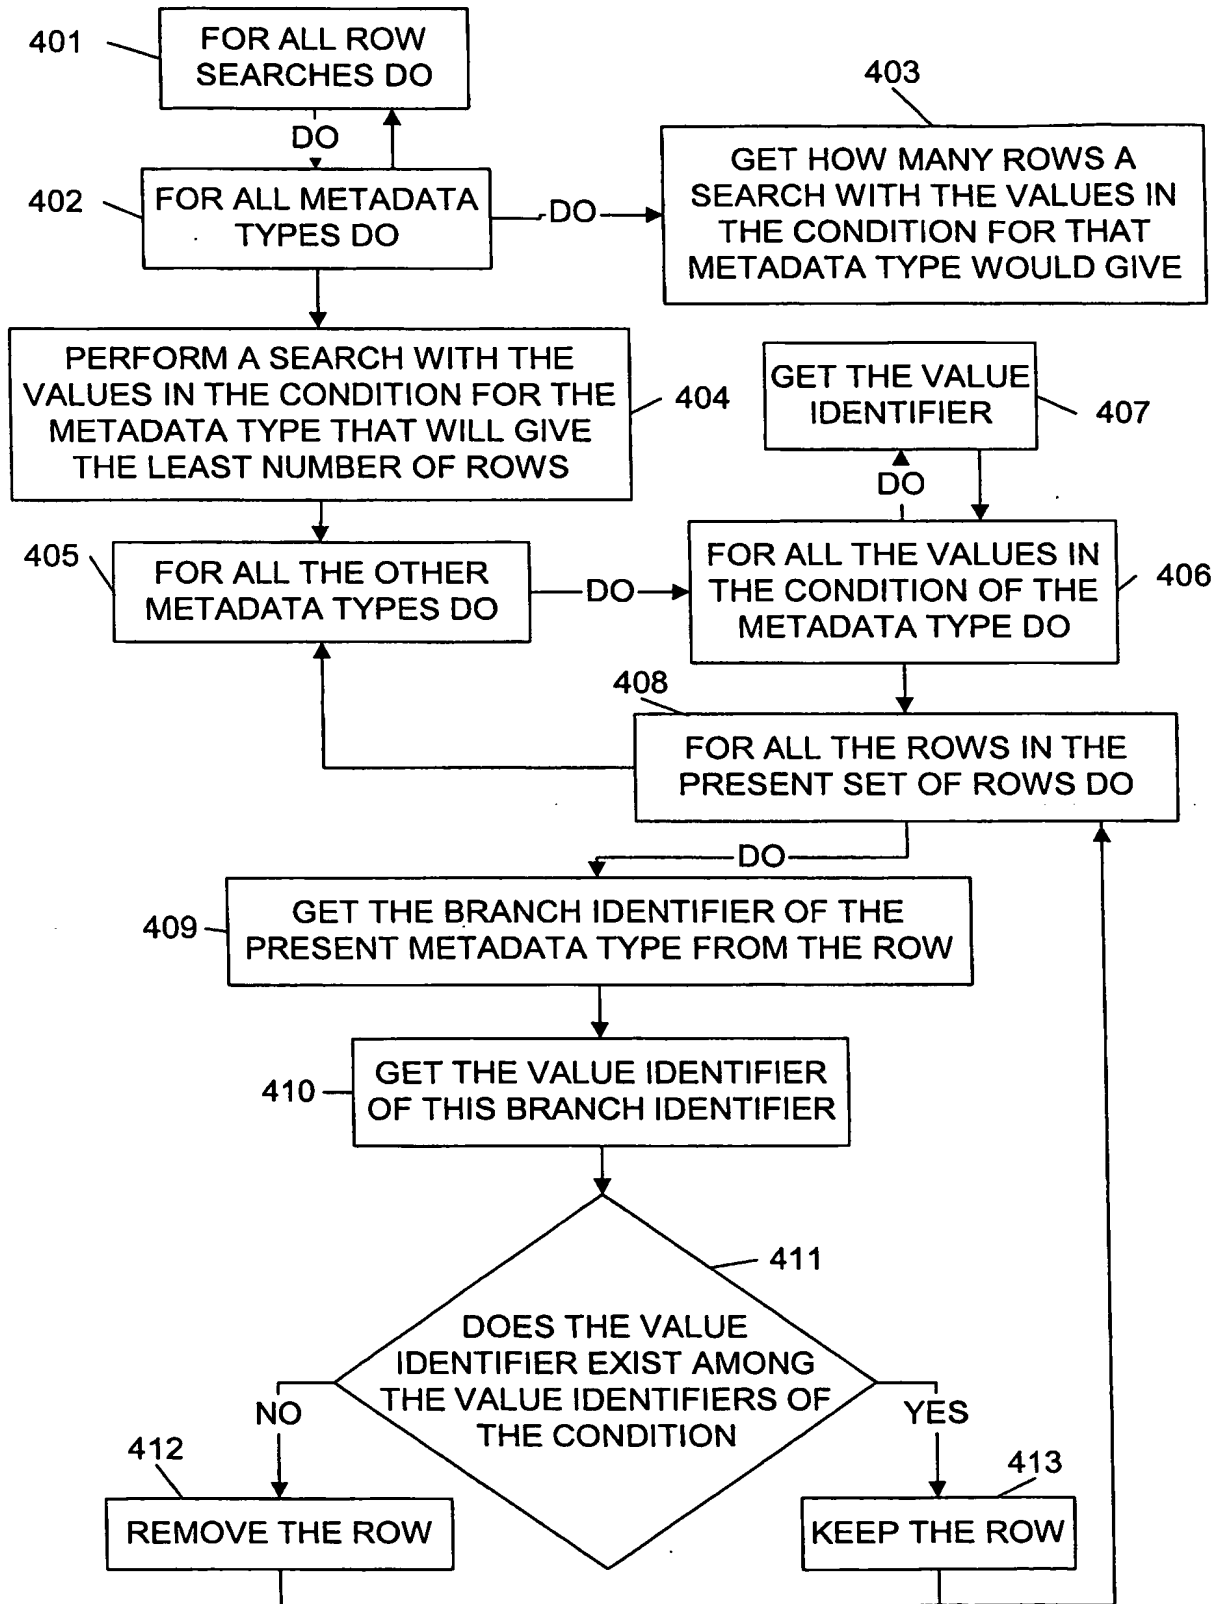 401
FOR ALL ROW
SEARCHES DO
DO
403
402
FOR ALL METADATA
TYPES DO
DO
GET HOW MANY ROWS A
SEARCH WITH THE VALUES IN
THE CONDITION FOR THAT
METADATA TYPE WOULD GIVE
PERFORM A SEARCH WITH THE
VALUES IN THE CONDITION FOR THE
METADATA TYPE THAT WILL GIVE
THE LEAST NUMBER OF ROWS
404
GET THE VALUE
IDENTIFIER
407
DO
405
FOR ALL THE OTHER
METADATA TYPES DO
DO
FOR ALL THE VALUES IN
THE CONDITION OF THE
METADATA TYPE DO
406
408
FOR ALL THE ROWS IN THE
PRESENT SET OF ROWS DO
DO
409
GET THE BRANCH IDENTIFIER OF THE
PRESENT METADATA TYPE FROM THE ROW
410
GET THE VALUE IDENTIFIER
OF THIS BRANCH IDENTIFIER
411
DOES THE VALUE
IDENTIFIER EXIST AMONG
THE VALUE IDENTIFIERS OF
THE CONDITION
NO
YES
412
REMOVE THE ROW
413
KEEP THE ROW